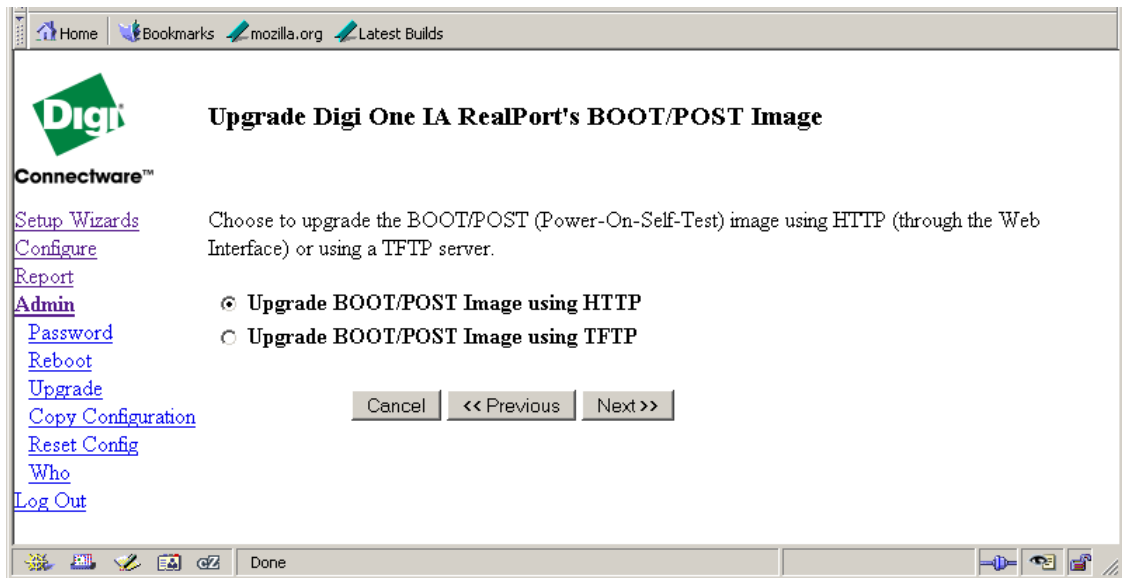 Home Bookmarks mozilla.org Latest Builds
Digi
Connectware™
Upgrade Digi One IA RealPort's BOOT/POST Image
Setup Wizards
Configure
Report
Admin
Password
Reboot
Upgrade
Copy Configuration
Reset Config
Who
Log Out
Choose to upgrade the BOOT/POST (Power-On-Self-Test) image using HTTP (through the Web
Interface) or using a TFTP server.
Upgrade BOOT/POST Image using HTTP
Upgrade BOOT/POST Image using TFTP
Cancel << Previous Next >>
Done